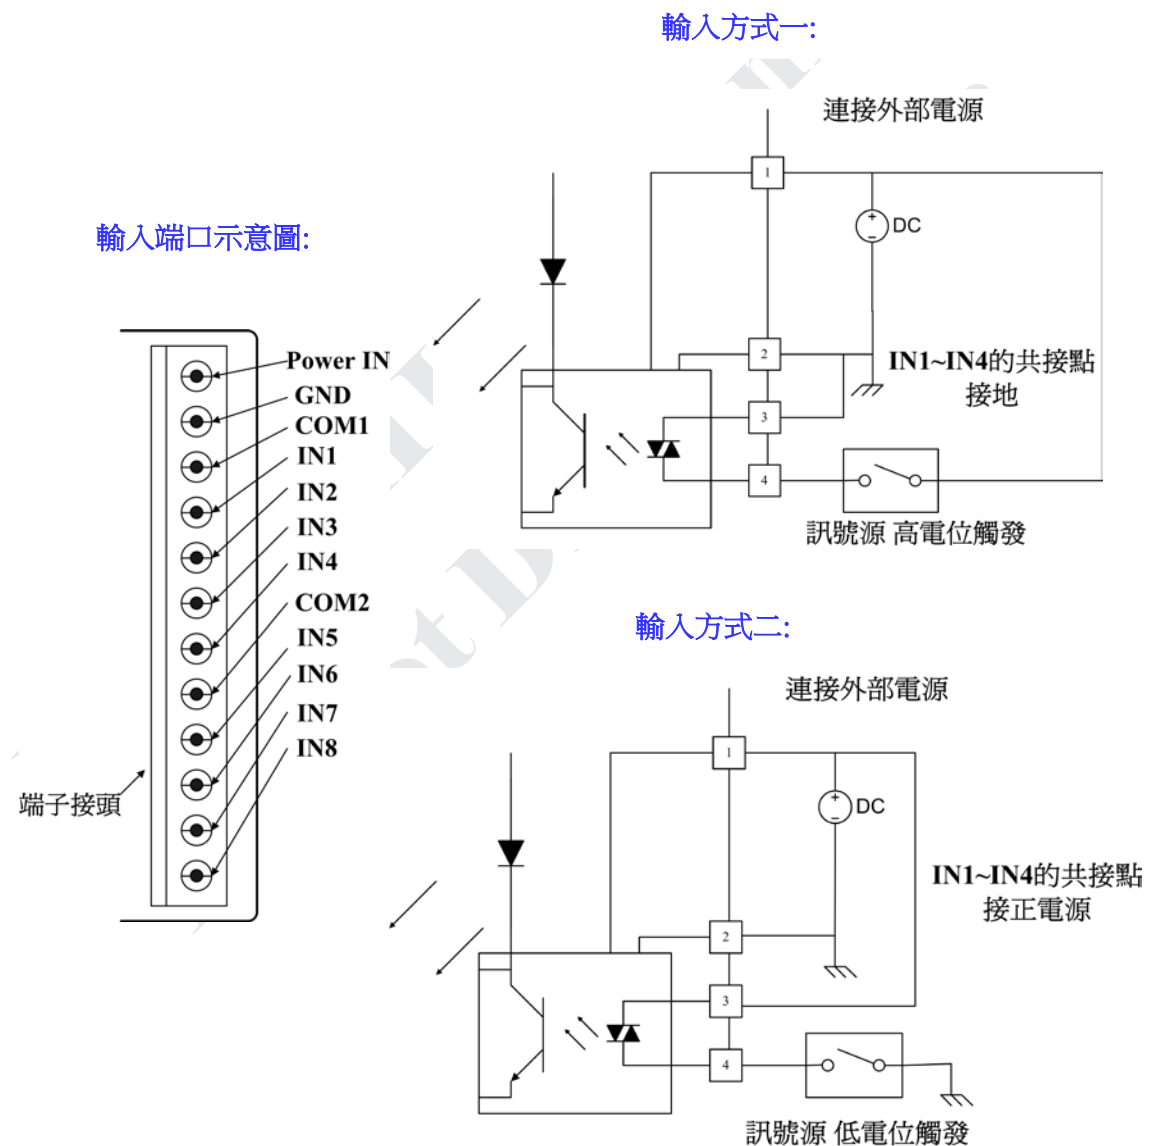 輸入方式一:
連接外部電源
1
+
DC
−
2
IN1~IN4的共接點
接地
3
4
訊號源 高電位觸發
輸入端口示意圖:
Power IN
GND
COM1
IN1
IN2
IN3
IN4
COM2
IN5
IN6
IN7
IN8
端子接頭
輸入方式二:
連接外部電源
1
+
DC
−
IN1~IN4的共接點
接正電源
2
3
4
訊號源 低電位觸發